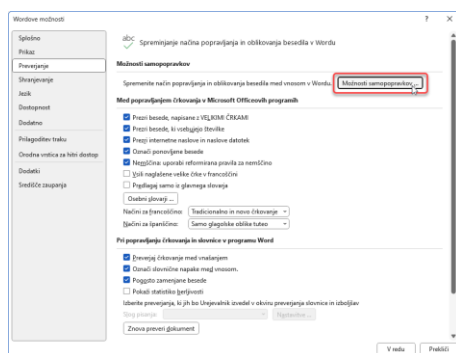 Wordove možnosti
? ×
Splošno
Prikaz
Preverjanje
Shranjevanje
Jezik
Dostopnost
Dodatno
Prilagoditev traku
Orodna vrstica za hitri dostop
Dodatki
Središče zaupanja
abc Spreminjanje načina popravljanja in oblikovanja besedila v Wordu
Možnosti samopopravkov
Spremenite način popravljanja in oblikovanja besedila med vnosom v Wordu. Možnosti samopopravkov...
Med popravljanjem črkovanja v Microsoft Officeovih programih
Prezri besede, napisane z VELIKIMI ČRKAMI
Prezri besede, ki vsebujejo številke
Prezri internetne naslove in naslove datotek
Označi ponovljene besede
Nemščina: uporabi reformirana pravila za nemščino
Vsili naglašene velike črke v francoščini
Predlagaj samo iz glavnega slovarja
Osebni slovarji ...
Načini za francoščino: Tradicionalno in novo črkovanje
Načini za španščino: Samo glagolske oblike tuteo
Pri popravljanju črkovanja in slovnice v programu Word
Preverjaj črkovanje med vnašanjem
Označi slovnične napake med vnosom.
Pogosto zamenjane besede
Pokaži statistiko berljivosti
Izberite preverjanja, ki jih bo Urejevalnik izvedel v okviru preverjanja slovnice in izboljšav
Slog pisanja: Nastavitve ...
Znova preveri dokument
V redu Prekliči